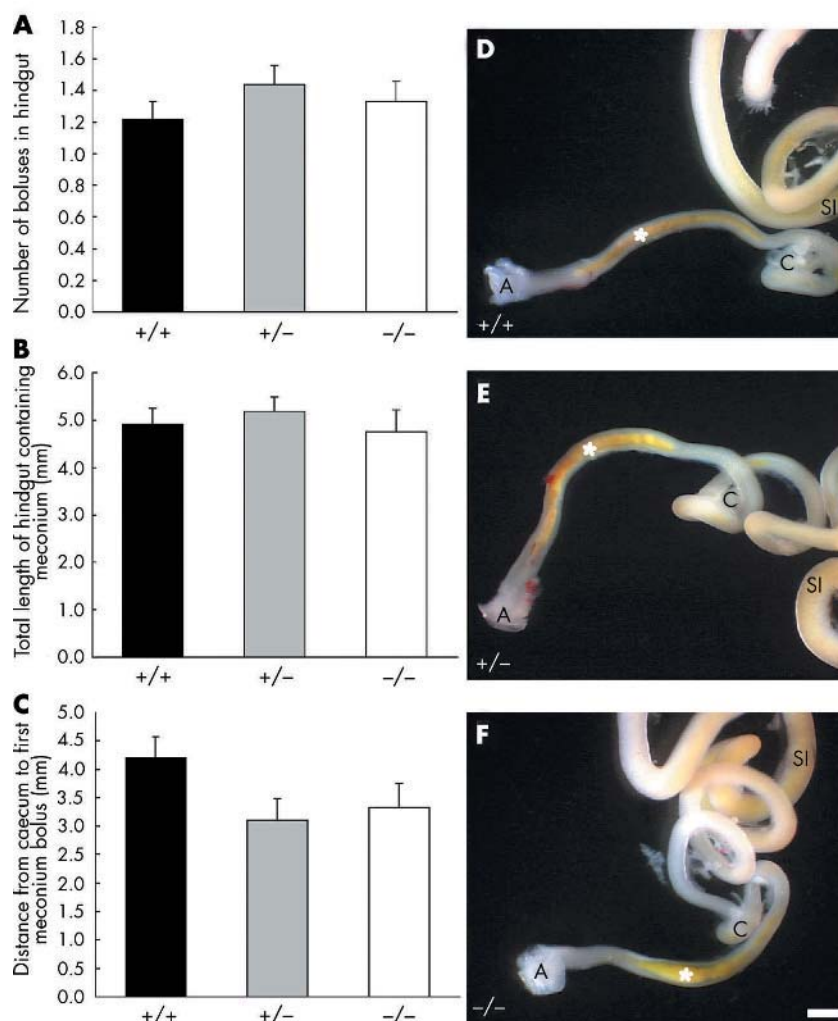 A
Number of boluses in hindgut
1.8
1.6
1.4
1.2
1.0
0.8
0.6
0.4
0.2
0.0
+/+ +/− −/−
B
Total length of hindgut containing
meconium (mm)
6.0
5.0
4.0
3.0
2.0
1.0
0.0
+/+ +/− −/−
C
Distance from caecum to first
meconium bolus (mm)
5.0
4.5
4.0
3.5
3.0
2.5
2.0
1.5
1.0
0.5
0.0
+/+ +/− −/−
D
SI
*
C
A
+/+
E
*
C
SI
A
+/−
F
SI
C
A
*
−/−